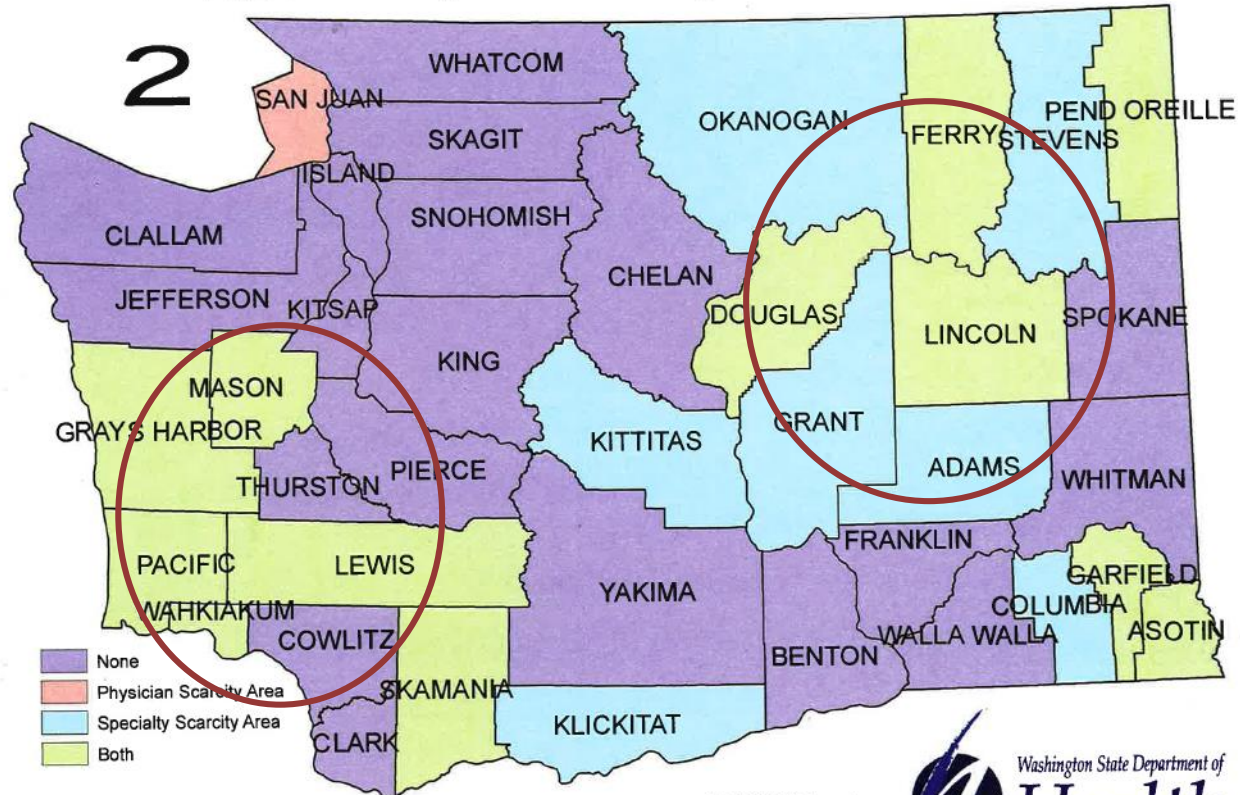 2
WHATCOM
SAN JUAN
OKANOGAN
PEND OREILLE
SKAGIT
FERRY
STEVENS
ISLAND
SNOHOMISH
CLALLAM
CHELAN
JEFFERSON
KITSAP
DOUGLAS
SPOKANE
LINCOLN
KING
MASON
GRANT
GRAYS HARBOR
KITTITAS
PIERCE
ADAMS
THURSTON
WHITMAN
FRANKLIN
PACIFIC
LEWIS
GARFIELD
YAKIMA
COLUMBIA
WAHKIAKUM
ASOTIN
COWLITZ
WALLA WALLA
BENTON
SKAMANIA
KLICKITAT
CLARK
None
Physician Scarcity Area
Specialty Scarcity Area
Both
Washington State Department of